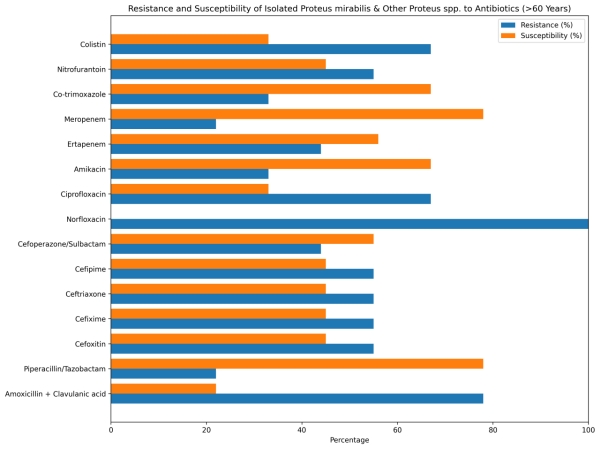 Resistance and Susceptibility of Isolated Proteus mirabilis & Other Proteus spp. to Antibiotics (>60 Years)
Resistance (%)
Susceptibility (%)
Colistin
Nitrofurantoin
Co-trimoxazole
Meropenem
Ertapenem
Amikacin
Ciprofloxacin
Norfloxacin
Cefoperazone/Sulbactam
Cefipime
Ceftriaxone
Cefixime
Cefoxitin
Piperacillin/Tazobactam
Amoxicillin + Clavulanic acid
0 20 40 60 80 100
Percentage